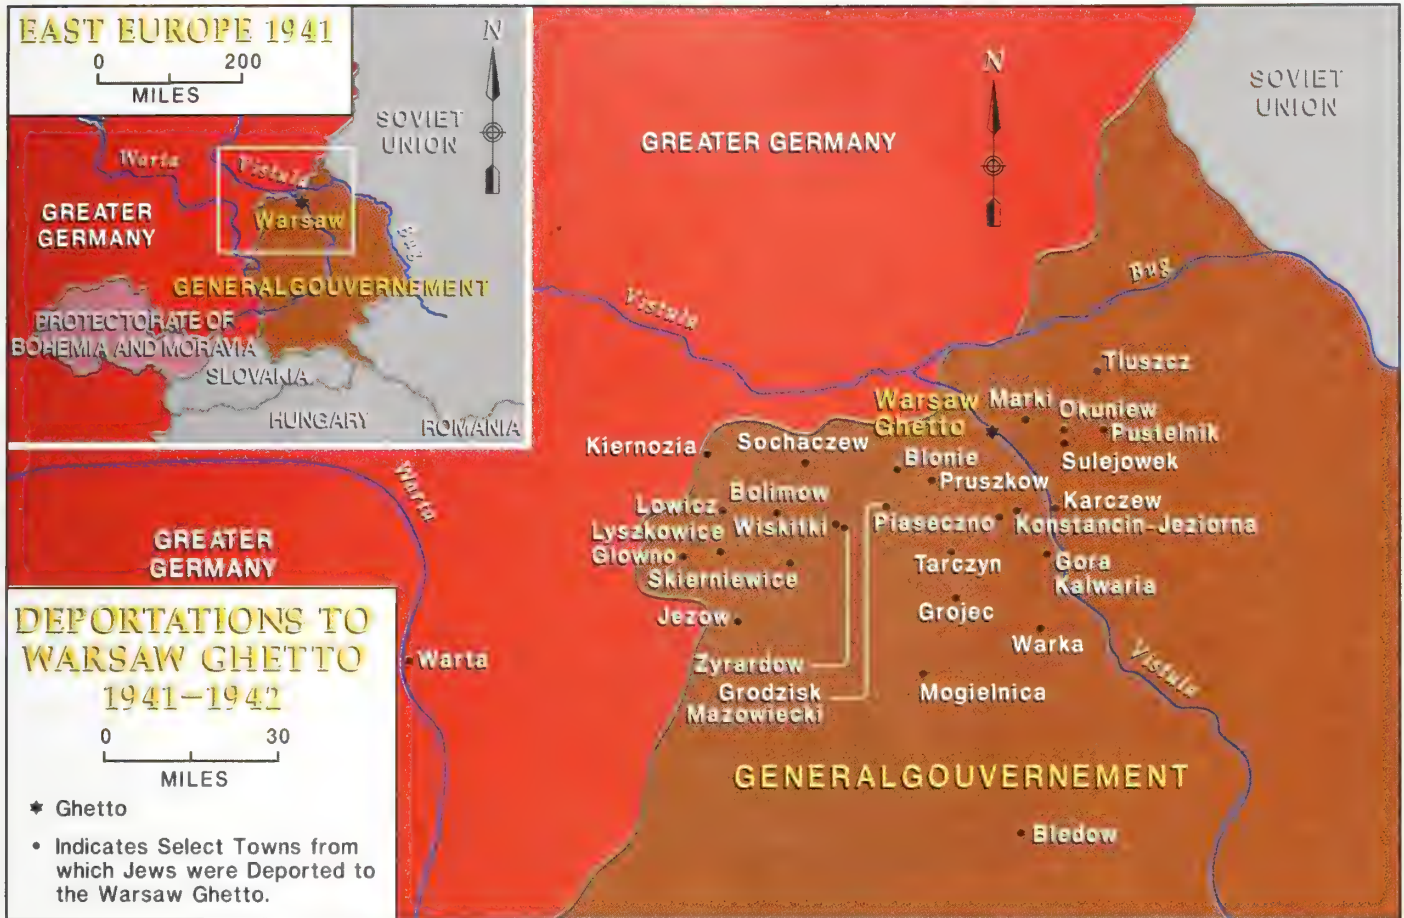 EAST EUROPE 1941
0 200
MILES
N
SOVIET
UNION
Warta
Vistula
GREATER
GERMANY
Warsaw
Bug
GENERALGOUVERNEMENT
PROTECTORATE OF
BOHEMIA AND MORAVIA
SLOVAKIA
HUNGARY
ROMANIA
N
SOVIET
UNION
GREATER GERMANY
Vistula
Bug
Tluszcz
Warsaw
Ghetto
Marki
Okuniew
Pustelnik
Sulejowek
Kiernozia
Sochaczew
Blonie
Pruszkow
Lowicz
Bolimow
Karczew
Lyszkowice
Wiskitki
Piaseczno
Konstancin-Jeziorna
Glowno
Skierniewice
Tarczyn
Gora
Kalwaria
Jezow
Grojec
Warka
Zyrardow
Grodzisk
Mazowiecki
Mogielnica
Vistula
GENERALGOUVERNEMENT
Bledow
Warta
GREATER
GERMANY
Warta
DEPORTATIONS TO
WARSAW GHETTO
1941–1942
0 30
MILES
Ghetto
• Indicates Select Towns from
which Jews were Deported to
the Warsaw Ghetto.